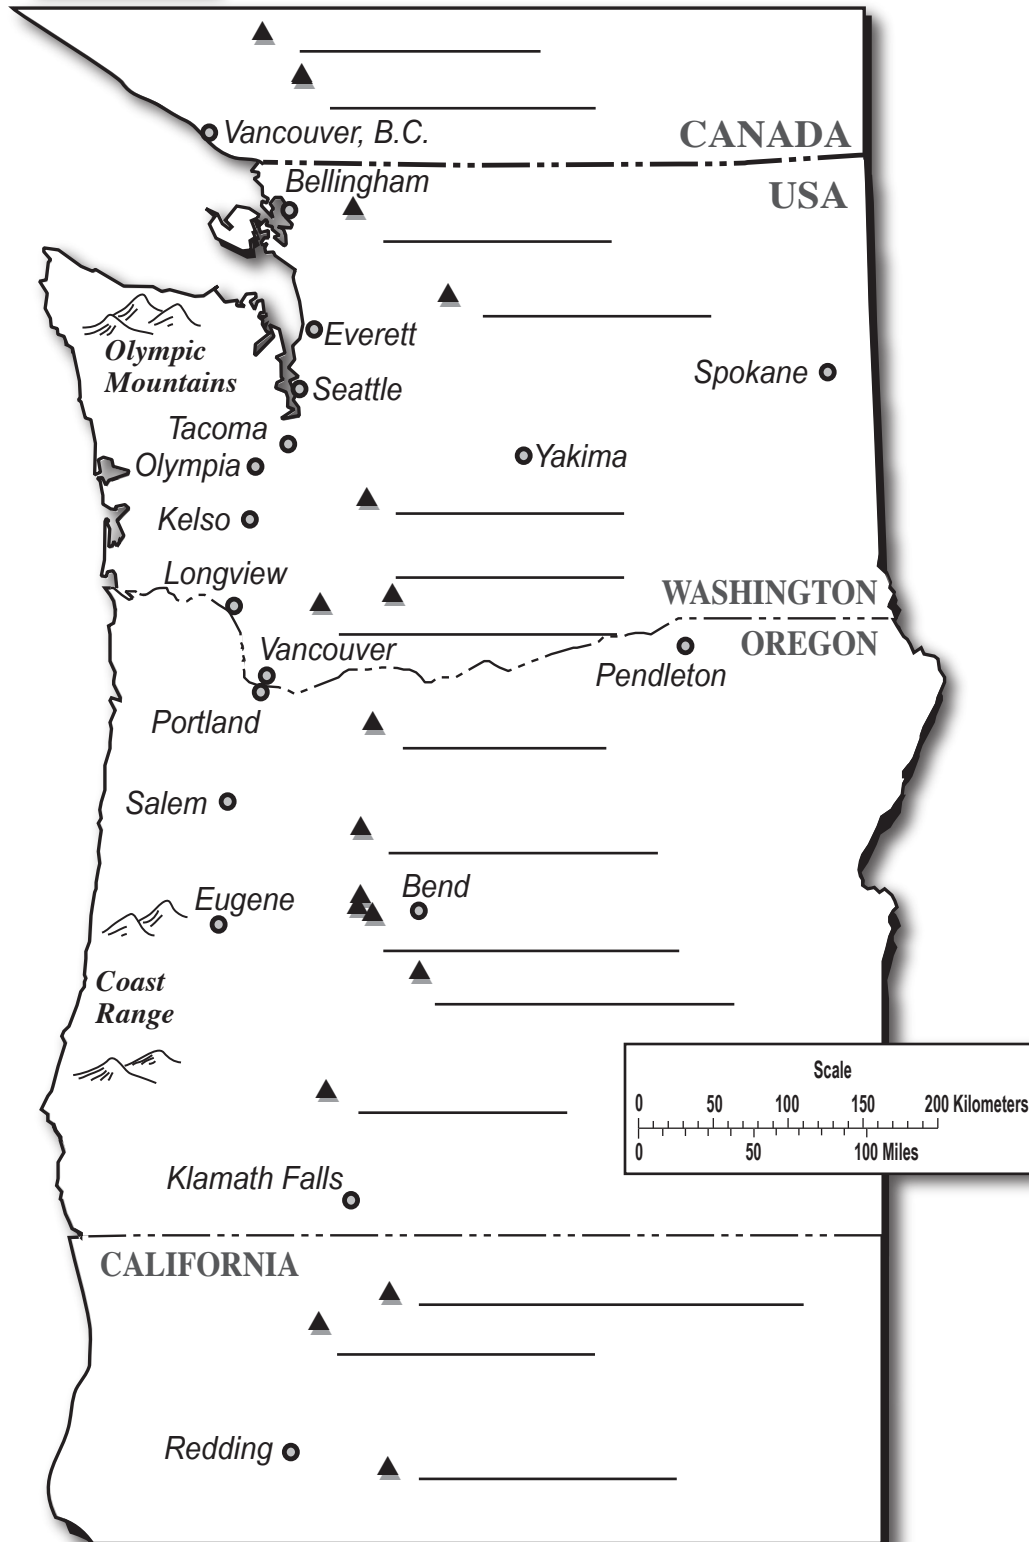 Vancouver, B.C.
CANADA
Bellingham
USA
Everett
Olympic
Mountains
Spokane
Seattle
Tacoma
Yakima
Olympia
Kelso
Longview
WASHINGTON
OREGON
Vancouver
Pendleton
Portland
Salem
Bend
Eugene
Coast
Range
Scale
0 50 100 150 200 Kilometers
0 50 100 Miles
Klamath Falls
CALIFORNIA
Redding